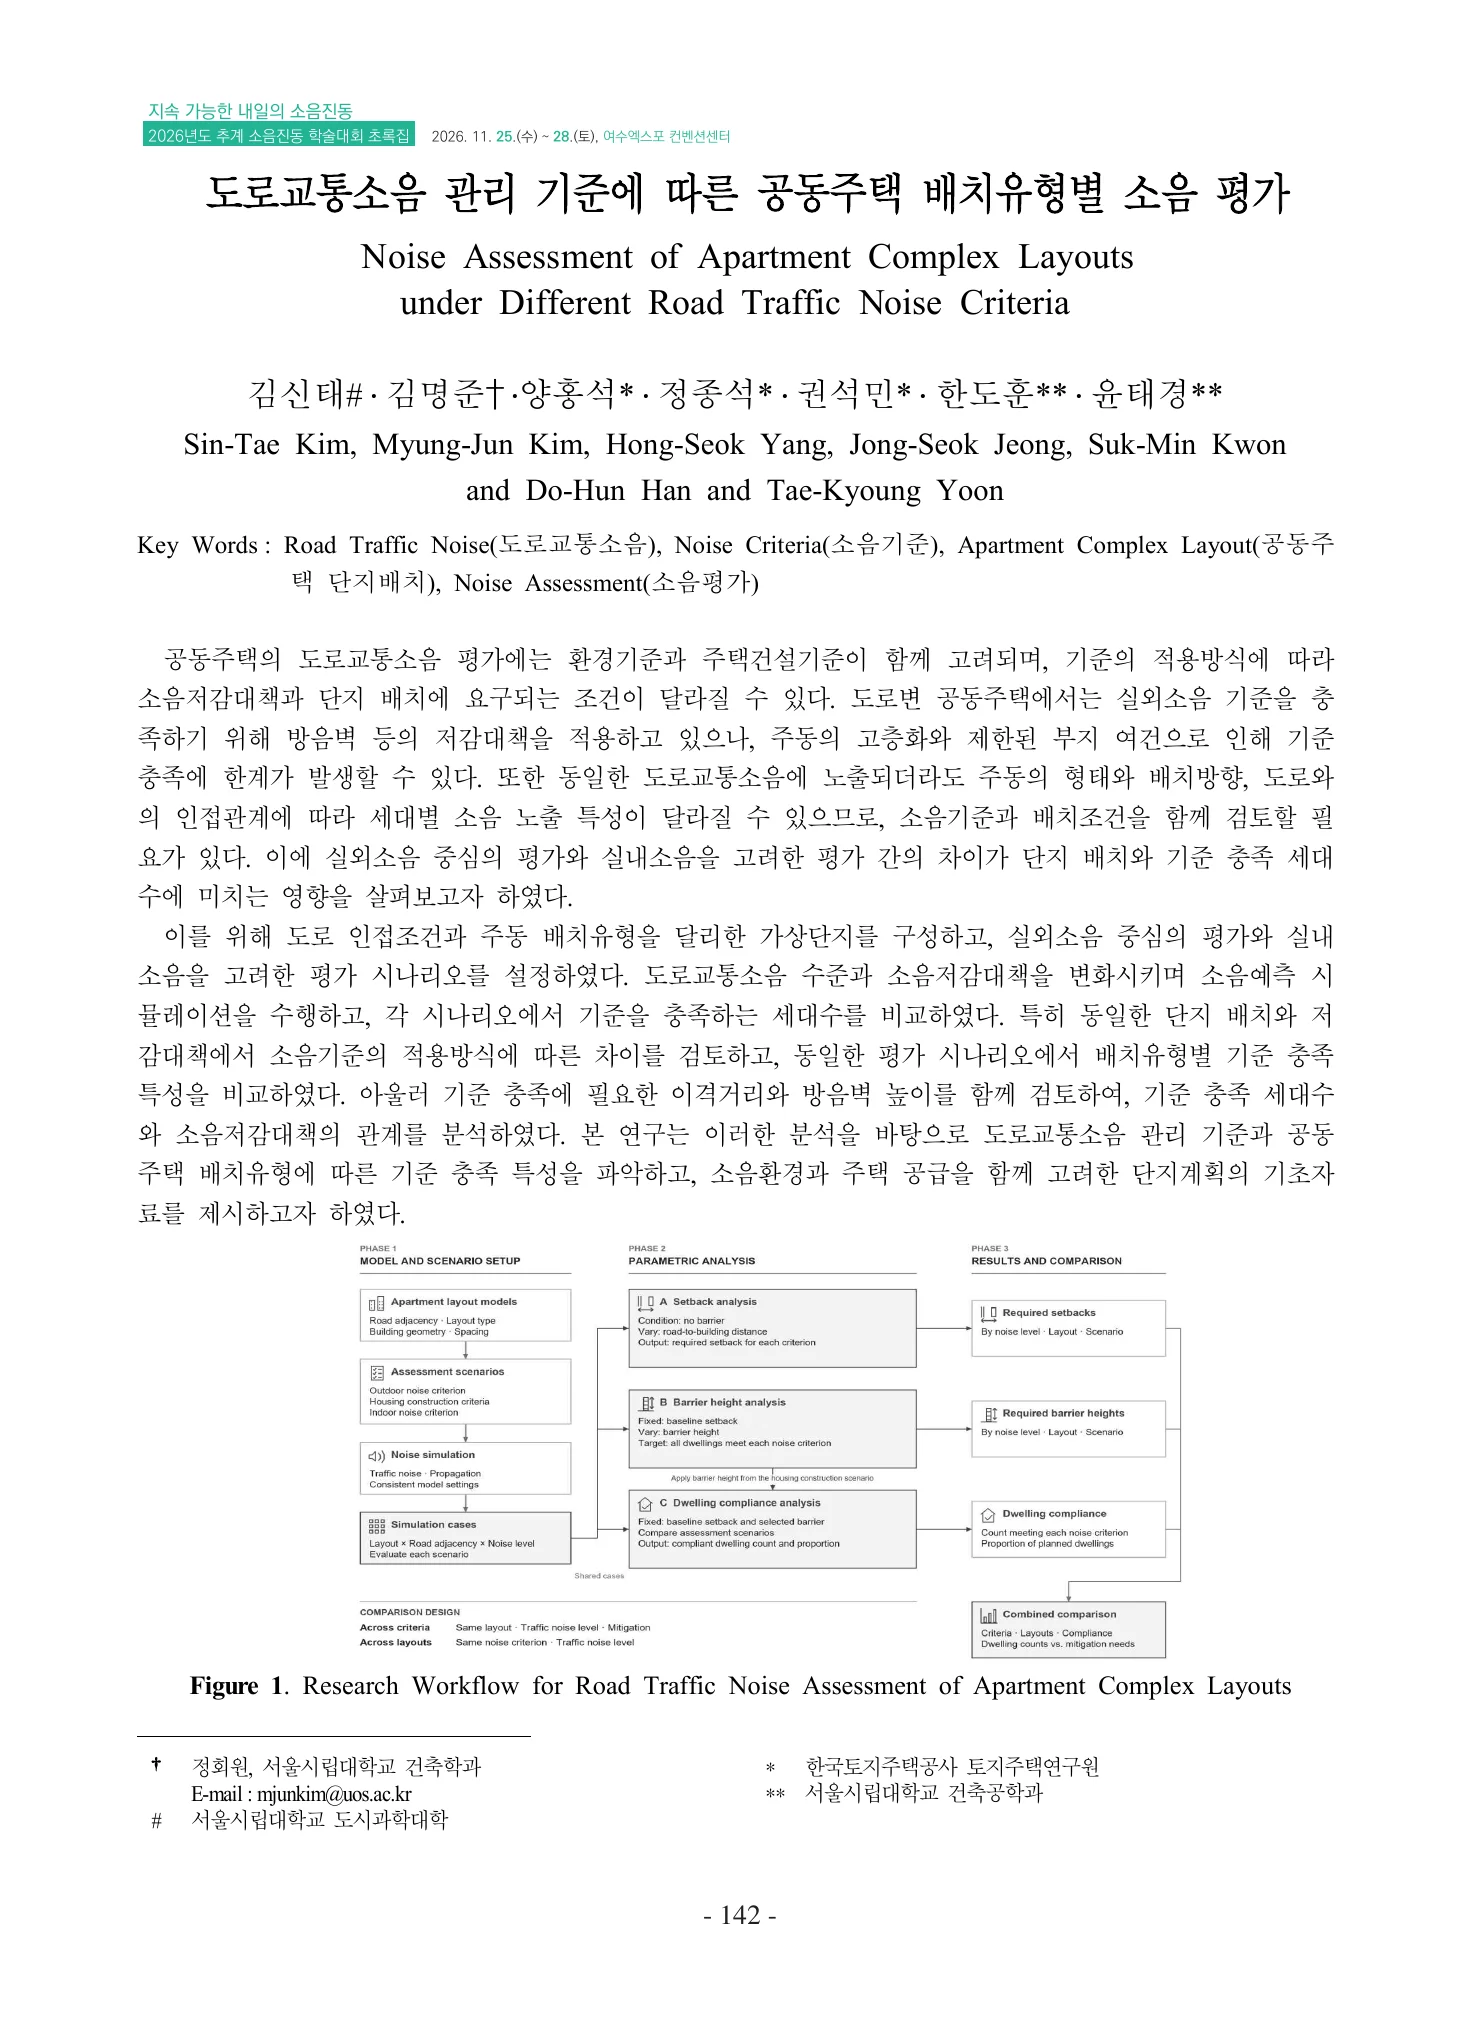 지속 가능한 내일의 소음진동
2026년도 추계 소음진동 학술대회 초록집 2026. 11. 25.(수) ~ 28.(토), 여수엑스포 컨벤션센터
도로교통소음 관리 기준에 따른 공동주택 배치유형별 소음 평가
Noise Assessment of Apartment Complex Layouts
under Different Road Traffic Noise Criteria
김신태#·김명준†·양홍석*·정종석*·권석민*·한도훈**·윤태경**
Sin-Tae Kim, Myung-Jun Kim, Hong-Seok Yang, Jong-Seok Jeong, Suk-Min Kwon
and Do-Hun Han and Tae-Kyoung Yoon
Key Words : Road Traffic Noise(도로교통소음), Noise Criteria(소음기준), Apartment Complex Layout(공동주
택 단지배치), Noise Assessment(소음평가)
공동주택의 도로교통소음 평가에는 환경기준과 주택건설기준이 함께 고려되며, 기준의 적용방식에 따라
소음저감대책과 단지 배치에 요구되는 조건이 달라질 수 있다. 도로변 공동주택에서는 실외소음 기준을 충
족하기 위해 방음벽 등의 저감대책을 적용하고 있으나, 주동의 고층화와 제한된 부지 여건으로 인해 기준
충족에 한계가 발생할 수 있다. 또한 동일한 도로교통소음에 노출되더라도 주동의 형태와 배치방향, 도로와
의 인접관계에 따라 세대별 소음 노출 특성이 달라질 수 있으므로, 소음기준과 배치조건을 함께 검토할 필
요가 있다. 이에 실외소음 중심의 평가와 실내소음을 고려한 평가 간의 차이가 단지 배치와 기준 충족 세대
수에 미치는 영향을 살펴보고자 하였다.
이를 위해 도로 인접조건과 주동 배치유형을 달리한 가상단지를 구성하고, 실외소음 중심의 평가와 실내
소음을 고려한 평가 시나리오를 설정하였다. 도로교통소음 수준과 소음저감대책을 변화시키며 소음예측 시
뮬레이션을 수행하고, 각 시나리오에서 기준을 충족하는 세대수를 비교하였다. 특히 동일한 단지 배치와 저
감대책에서 소음기준의 적용방식에 따른 차이를 검토하고, 동일한 평가 시나리오에서 배치유형별 기준 충족
특성을 비교하였다. 아울러 기준 충족에 필요한 이격거리와 방음벽 높이를 함께 검토하여, 기준 충족 세대수
와 소음저감대책의 관계를 분석하였다. 본 연구는 이러한 분석을 바탕으로 도로교통소음 관리 기준과 공동
주택 배치유형에 따른 기준 충족 특성을 파악하고, 소음환경과 주택 공급을 함께 고려한 단지계획의 기초자
료를 제시하고자 하였다.
PHASE 1
MODEL AND SCENARIO SETUP
Apartment layout models
Road adjacency · Layout type
Building geometry · Spacing
Assessment scenarios
Outdoor noise criterion
Housing construction criteria
Indoor noise criterion
Noise simulation
Traffic noise · Propagation
Consistent model settings
Simulation cases
Layout × Road adjacency × Noise level
Evaluate each scenario
Shared cases
PHASE 2
PARAMETRIC ANALYSIS
A Setback analysis
Condition: no barrier
Vary: road-to-building distance
Output: required setback for each criterion
B Barrier height analysis
Fixed: baseline setback
Vary: barrier height
Target: all dwellings meet each noise criterion
Apply barrier height from the housing construction scenario
C Dwelling compliance analysis
Fixed: baseline setback and selected barrier
Compare assessment scenarios
Output: compliant dwelling count and proportion
PHASE 3
RESULTS AND COMPARISON
Required setbacks
By noise level · Layout · Scenario
Required barrier heights
By noise level · Layout · Scenario
Dwelling compliance
Count meeting each noise criterion
Proportion of planned dwellings
Combined comparison
Criteria · Layouts · Compliance
Dwelling counts vs. mitigation needs
COMPARISON DESIGN
Across criteria Same layout · Traffic noise level · Mitigation
Across layouts Same noise criterion · Traffic noise level
Figure 1. Research Workflow for Road Traffic Noise Assessment of Apartment Complex Layouts
† 정회원, 서울시립대학교 건축학과
E-mail : mjunkim@uos.ac.kr
# 서울시립대학교 도시과학대학
* 한국토지주택공사 토지주택연구원
** 서울시립대학교 건축공학과
- 142 -